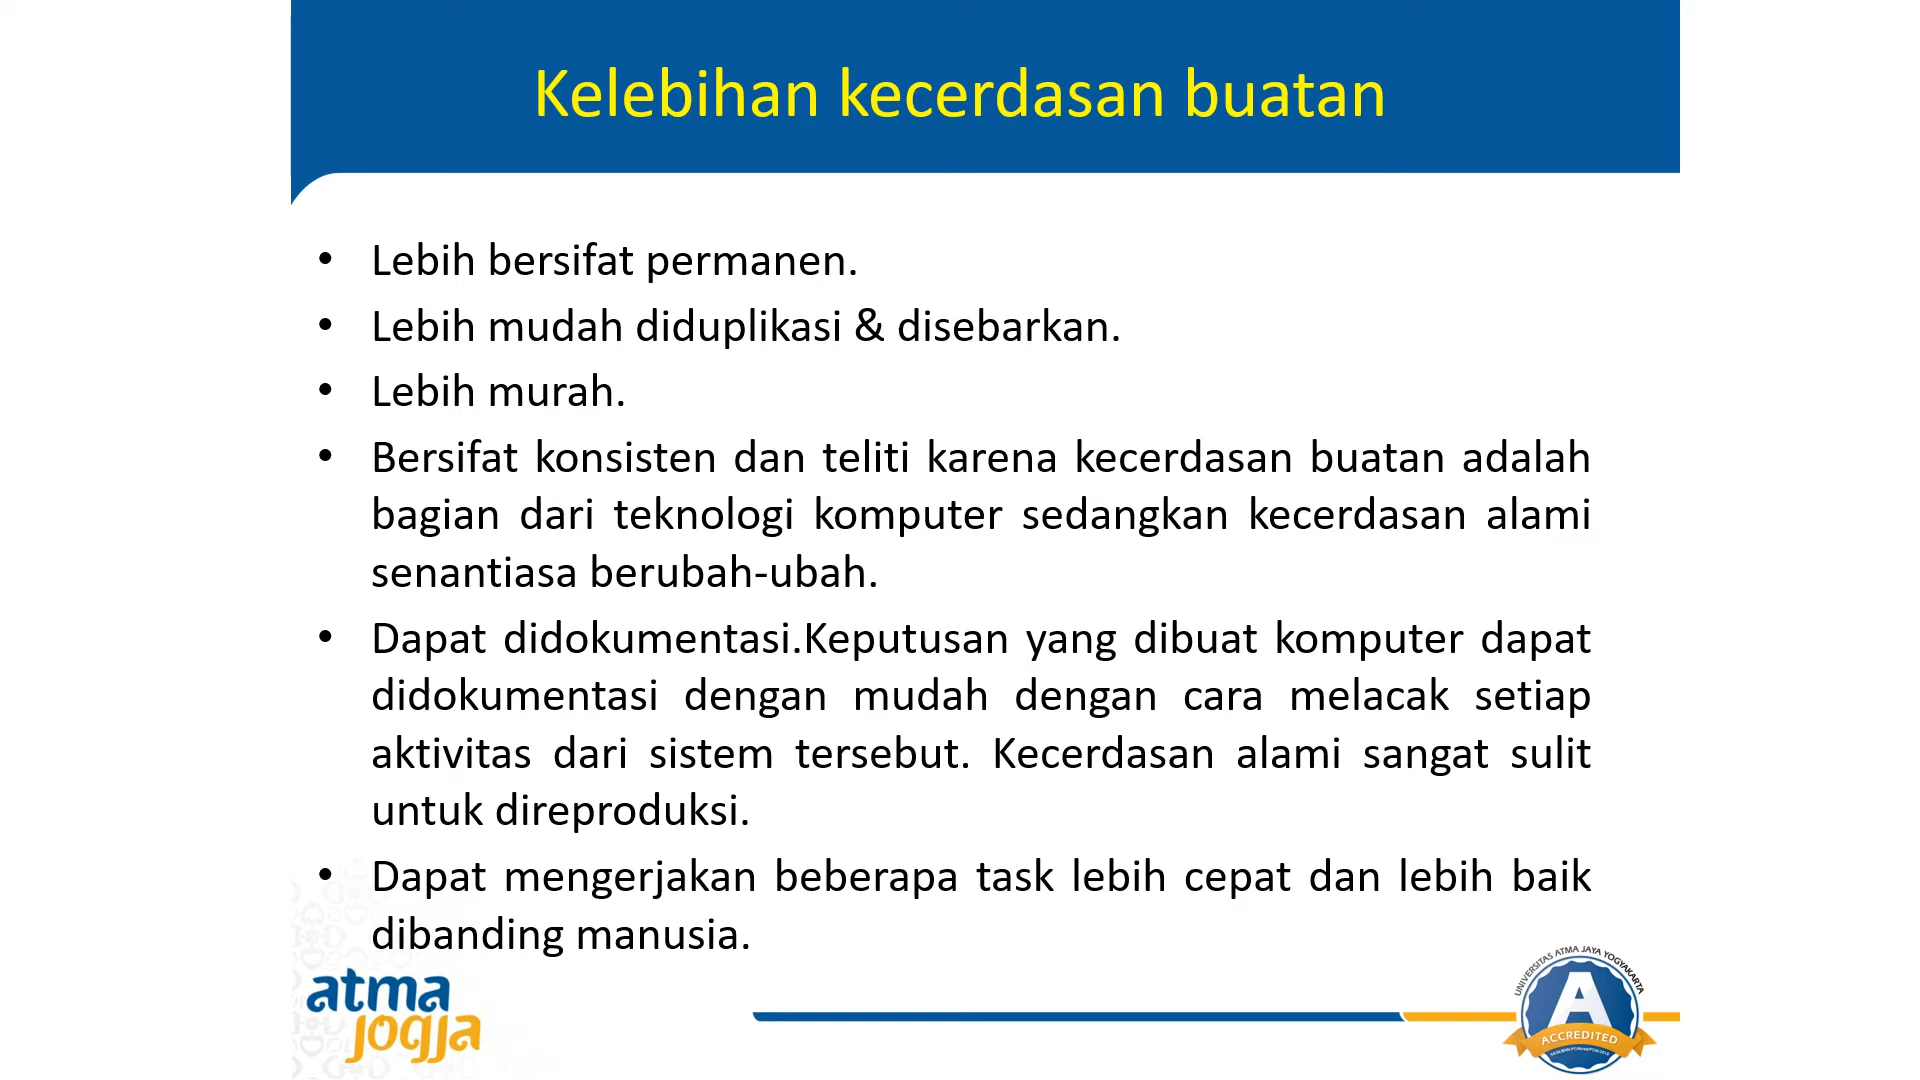 Kelebihan kecerdasan buatan
• Lebih bersifat permanen.
• Lebih mudah diduplikasi & disebarkan.
• Lebih murah.
• Bersifat konsisten dan teliti karena kecerdasan buatan adalah
bagian dari teknologi komputer sedangkan kecerdasan alami
senantiasa berubah-ubah.
• Dapat didokumentasi.Keputusan yang dibuat komputer dapat
didokumentasi dengan mudah dengan cara melacak setiap
aktivitas dari sistem tersebut. Kecerdasan alami sangat sulit
untuk direproduksi.
• Dapat mengerjakan beberapa task lebih cepat dan lebih baik
dibanding manusia.
atma
jogja
UNIVERSITAS ATMA JAYA YOGYAKARTA
A
ACCREDITED